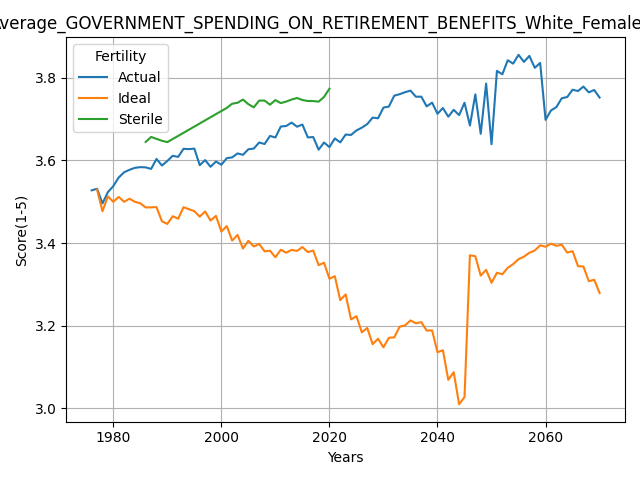 verage_GOVERNMENT_SPENDING_ON_RETIREMENT_BENEFITS_White_Female
Fertility
Actual
Ideal
Sterile
3.8
3.6
3.4
3.2
3.0
Score(1-5)
1980 2000 2020 2040 2060
Years